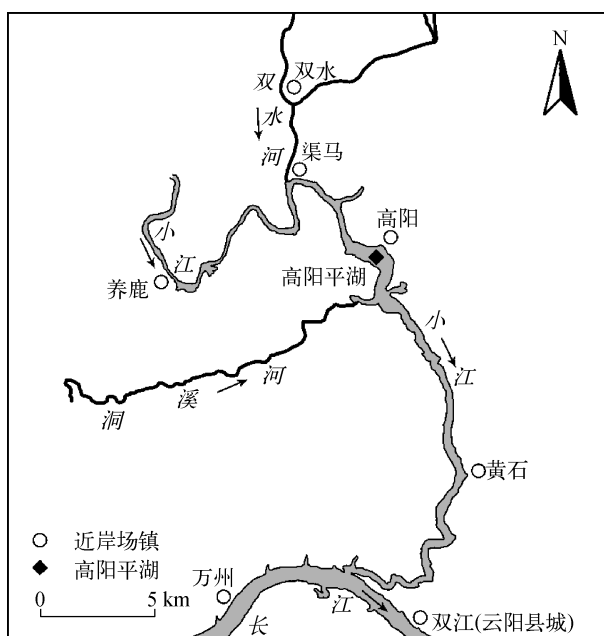 N
双水
双
水
河
渠马
小
江
养鹿
高阳
高阳平湖
小
江
洞
溪
河
黄石
近岸场镇
高阳平湖
0 5 km
万州
长
江
双江(云阳县城)